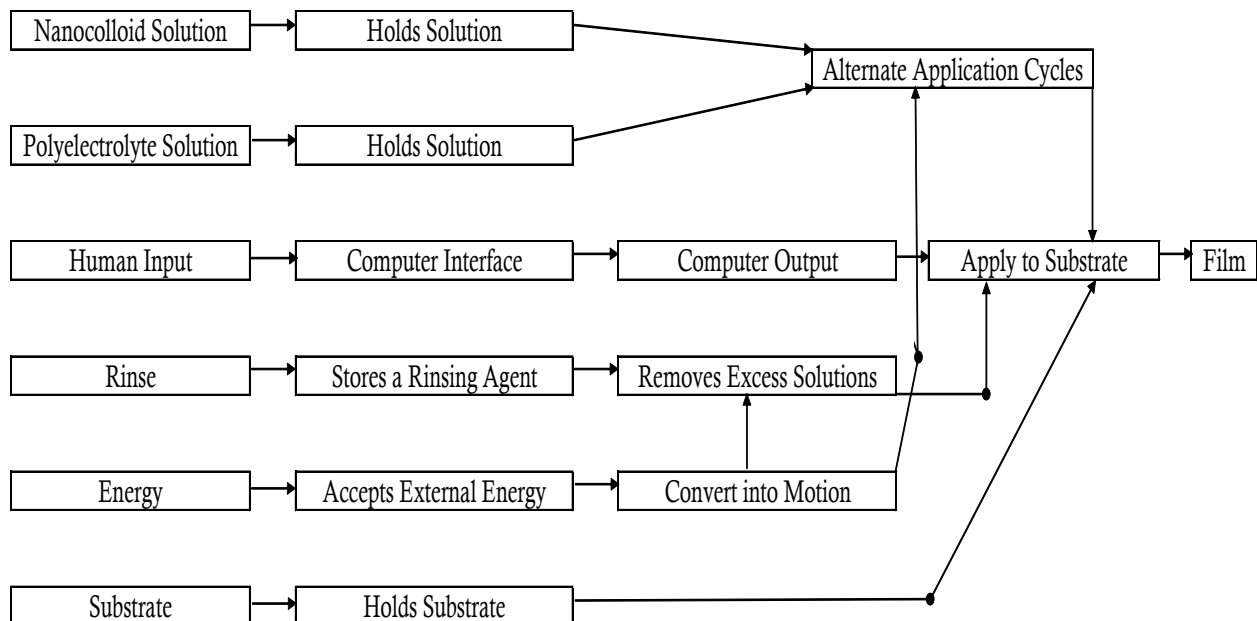 Nanocolloid Solution
Holds Solution
Alternate Application Cycles
Polyelectrolyte Solution
Holds Solution
Human Input
Computer Interface
Computer Output
Apply to Substrate
Film
Rinse
Stores a Rinsing Agent
Removes Excess Solutions
Energy
Accepts External Energy
Convert into Motion
Substrate
Holds Substrate